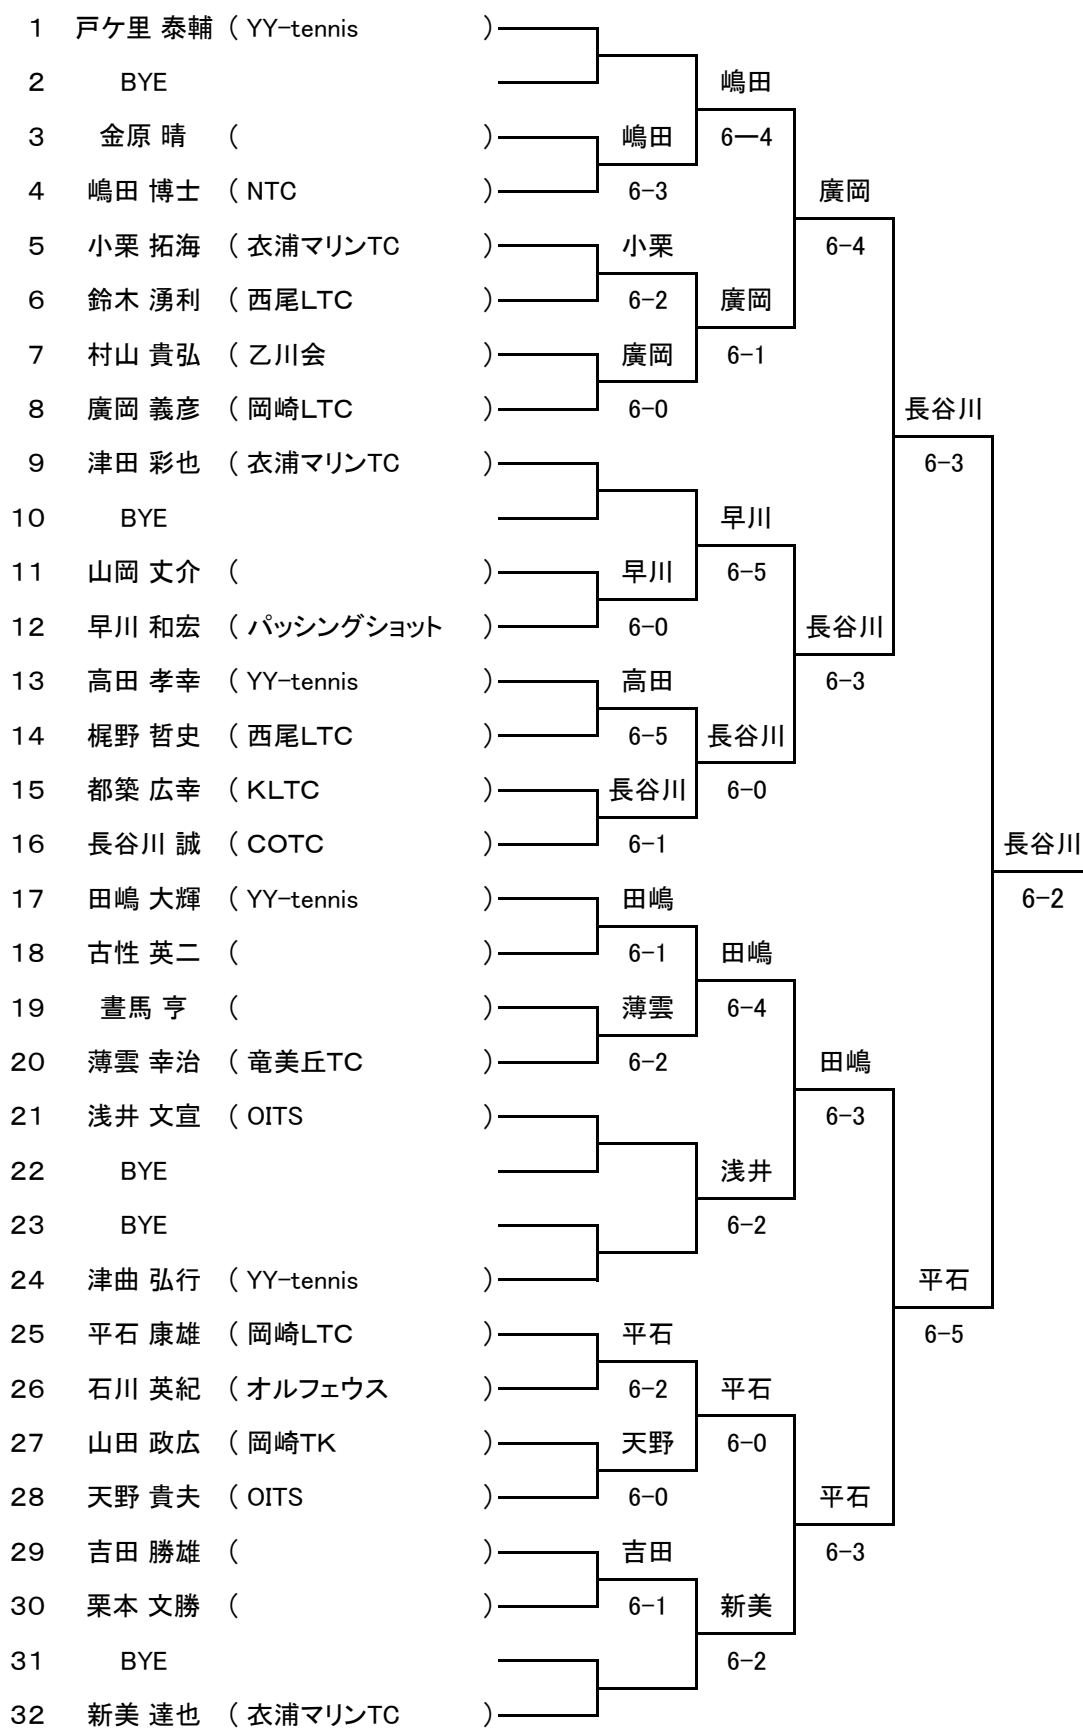 1 戸ケ里 泰輔 ( YY-tennis )
2 BYE 嶋田
3 金原 晴 ( ) 嶋田 6ー4
4 嶋田 博士 ( NTC ) 6-3 廣岡
5 小栗 拓海 ( 衣浦マリンTC ) 小栗 6-4
6 鈴木 湧利 ( 西尾LTC ) 6-2 廣岡
7 村山 貴弘 ( 乙川会 ) 廣岡 6-1
8 廣岡 義彦 ( 岡崎LTC ) 6-0 長谷川
9 津田 彩也 ( 衣浦マリンTC ) 6-3
10 BYE 早川
11 山岡 丈介 ( ) 早川 6-5
12 早川 和宏 ( パッシングショット ) 6-0 長谷川
13 高田 孝幸 ( YY-tennis ) 高田 6-3
14 梶野 哲史 ( 西尾LTC ) 6-5 長谷川
15 都築 広幸 ( KLTC ) 長谷川 6-0
16 長谷川 誠 ( COTC ) 6-1 長谷川
17 田嶋 大輝 ( YY-tennis ) 田嶋 6-2
18 古性 英二 ( ) 6-1 田嶋
19 晝馬 亨 ( ) 薄雲 6-4
20 薄雲 幸治 ( 竜美丘TC ) 6-2 田嶋
21 浅井 文宣 ( OITS ) 6-3
22 BYE 浅井
23 BYE 6-2
24 津曲 弘行 ( YY-tennis ) 平石
25 平石 康雄 ( 岡崎LTC ) 平石 6-5
26 石川 英紀 ( オルフェウス ) 6-2 平石
27 山田 政広 ( 岡崎TK ) 天野 6-0
28 天野 貴夫 ( OITS ) 6-0 平石
29 吉田 勝雄 ( ) 吉田 6-3
30 栗本 文勝 ( ) 6-1 新美
31 BYE 6-2
32 新美 達也 ( 衣浦マリンTC )